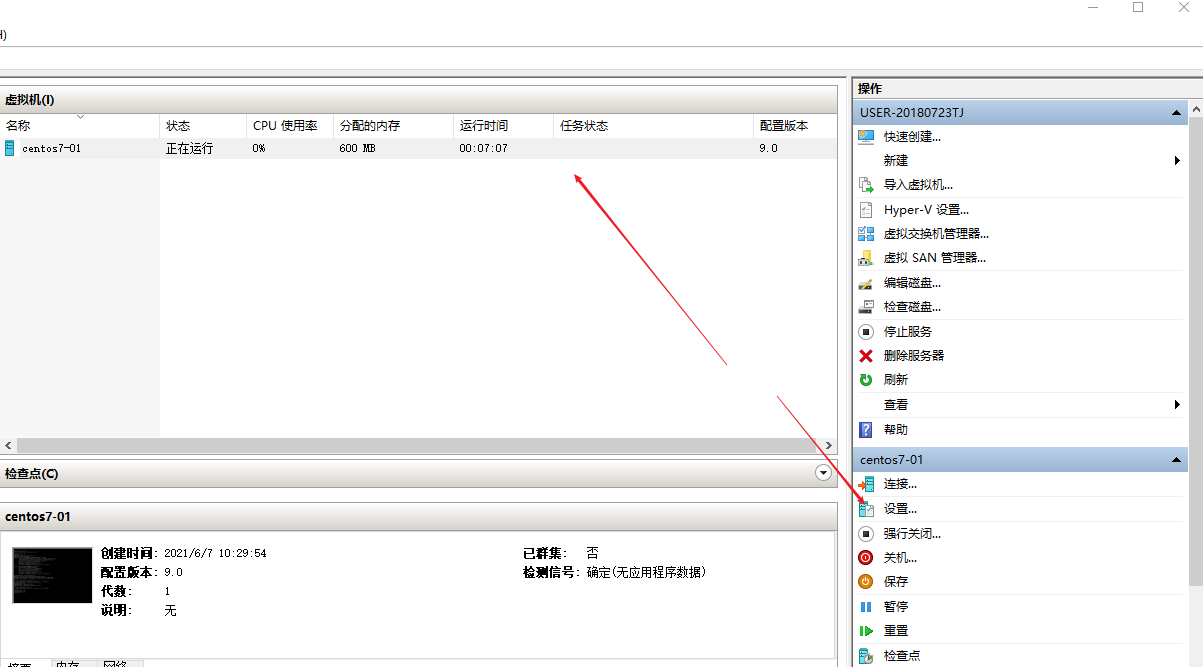 H)
虚拟机(I)
名称 状态 CPU 使用率 分配的内存 运行时间 任务状态 配置版本
centos7-01 正在运行 0% 600 MB 00:07:07 9.0
检查点(C)
centos7-01
创建时间: 2021/6/7 10:29:54 已群集: 否
配置版本: 9.0 检测信号: 确定(无应用程序数据)
代数: 1
说明: 无
摘要 内存 网络
操作
USER-20180723TJ
快速创建...
新建
导入虚拟机...
Hyper-V 设置...
虚拟交换机管理器...
虚拟 SAN 管理器...
编辑磁盘...
检查磁盘...
停止服务
删除服务器
刷新
查看
帮助
centos7-01
连接...
设置...
强行关闭...
关机...
保存
暂停
重置
检查点